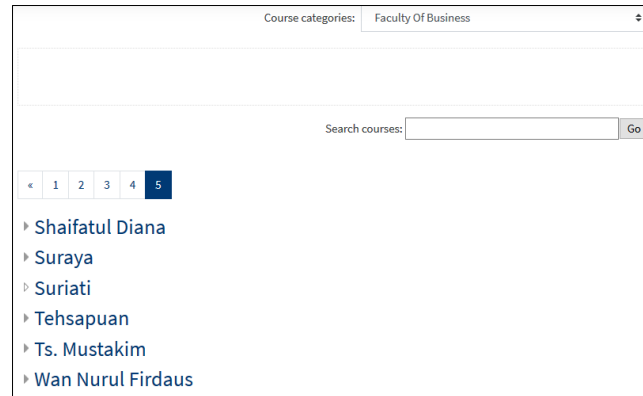 Course categories: Faculty Of Business
Search courses: Go
« 1 2 3 4 5
Shaifatul Diana
Suraya
Suriati
Tehsapuan
Ts. Mustakim
Wan Nurul Firdaus